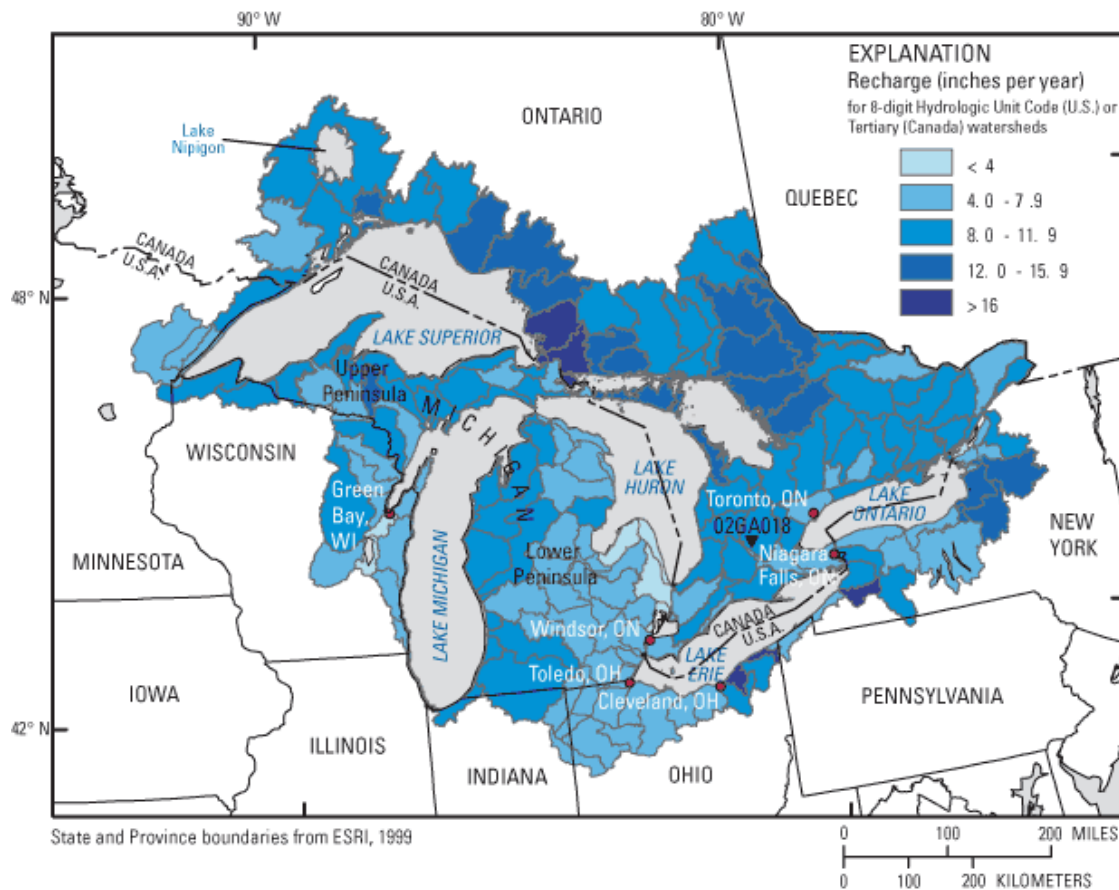 90° W
80° W
EXPLANATION
Recharge (inches per year)
for 8-digit Hydrologic Unit Code (U.S.) or
Tertiary (Canada) watersheds
< 4
4.0 - 7.9
8.0 - 11. 9
12. 0 - 15. 9
> 16
ONTARIO
Lake
Nipigon
QUEBEC
CANADA
U.S.A.
CANADA
U.S.A.
48° N
LAKE SUPERIOR
Upper
Peninsula
MICHIGAN
WISCONSIN
Green
Bay,
WI
LAKE
HURON
Toronto, ON
02GA018
LAKE
ONTARIO
Niagara
Falls, ON
NEW
YORK
MINNESOTA
Lower
Peninsula
LAKE MICHIGAN
CANADA
U.S.A.
Windsor, ON
LAKE
ERIE
Toledo, OH
Cleveland, OH
PENNSYLVANIA
IOWA
42° N
ILLINOIS
INDIANA
OHIO
State and Province boundaries from ESRI, 1999
0 100 200 MILES
0 100 200 KILOMETERS